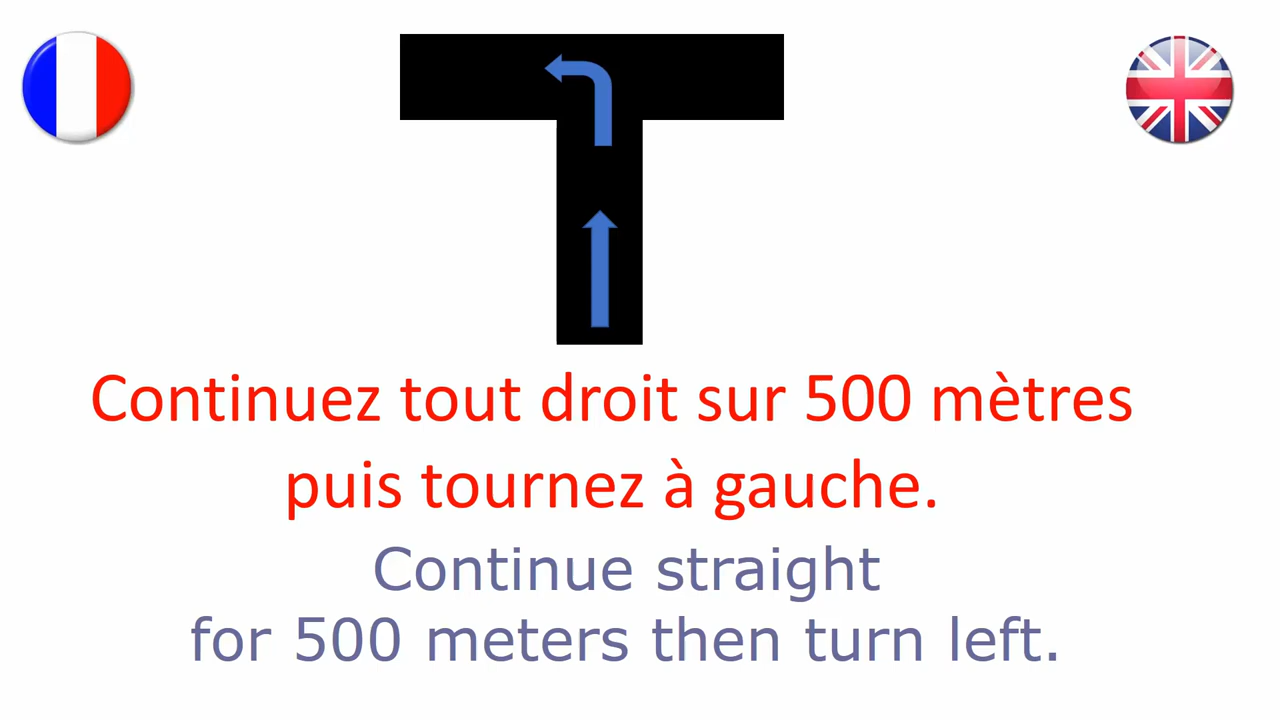 Continuez tout droit sur 500 mètres
puis tournez à gauche.
Continue straight
for 500 meters then turn left.